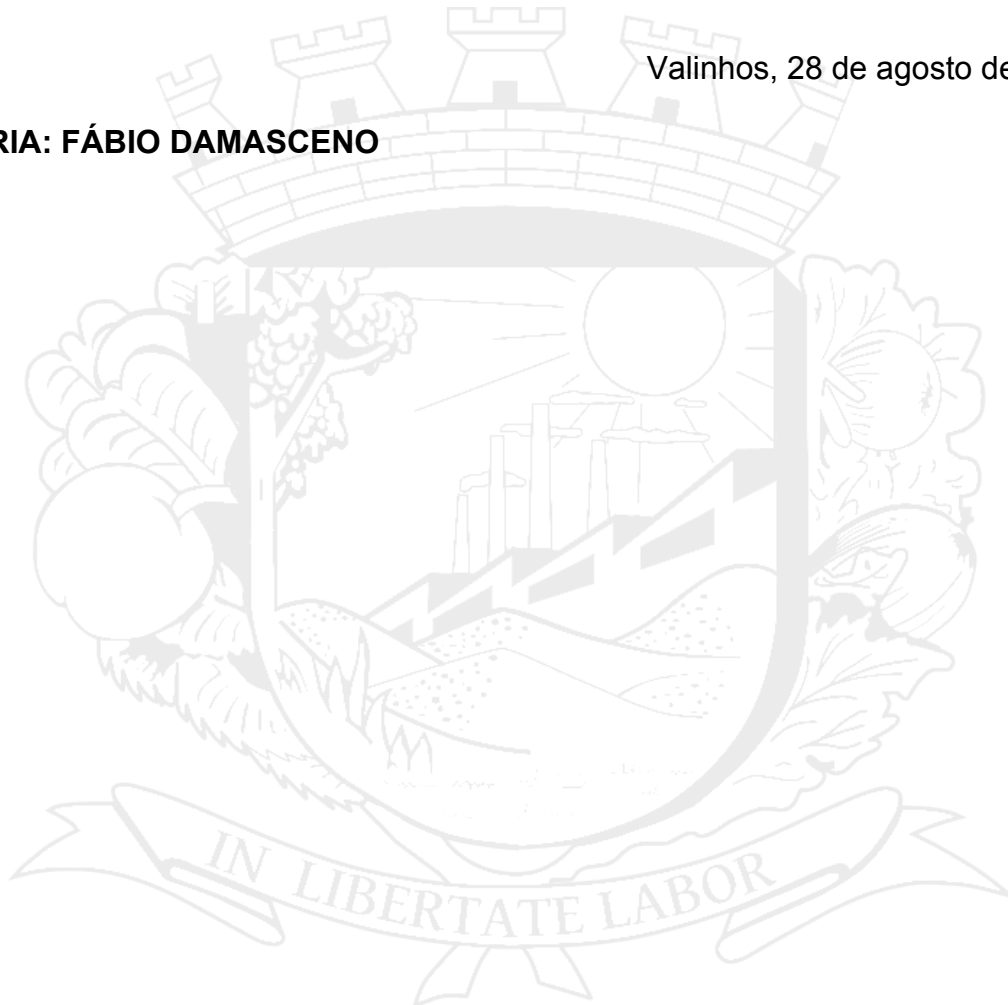 Valinhos, 28 de agosto de
RIA: FÁBIO DAMASCENO
IN LIBERTATE LABOR